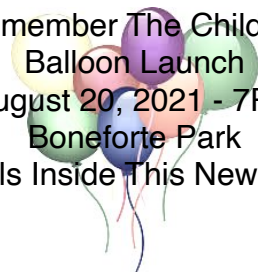 member The Child
Balloon Launch
ugust 20, 2021 - 7P
Boneforte Park
ls Inside This New